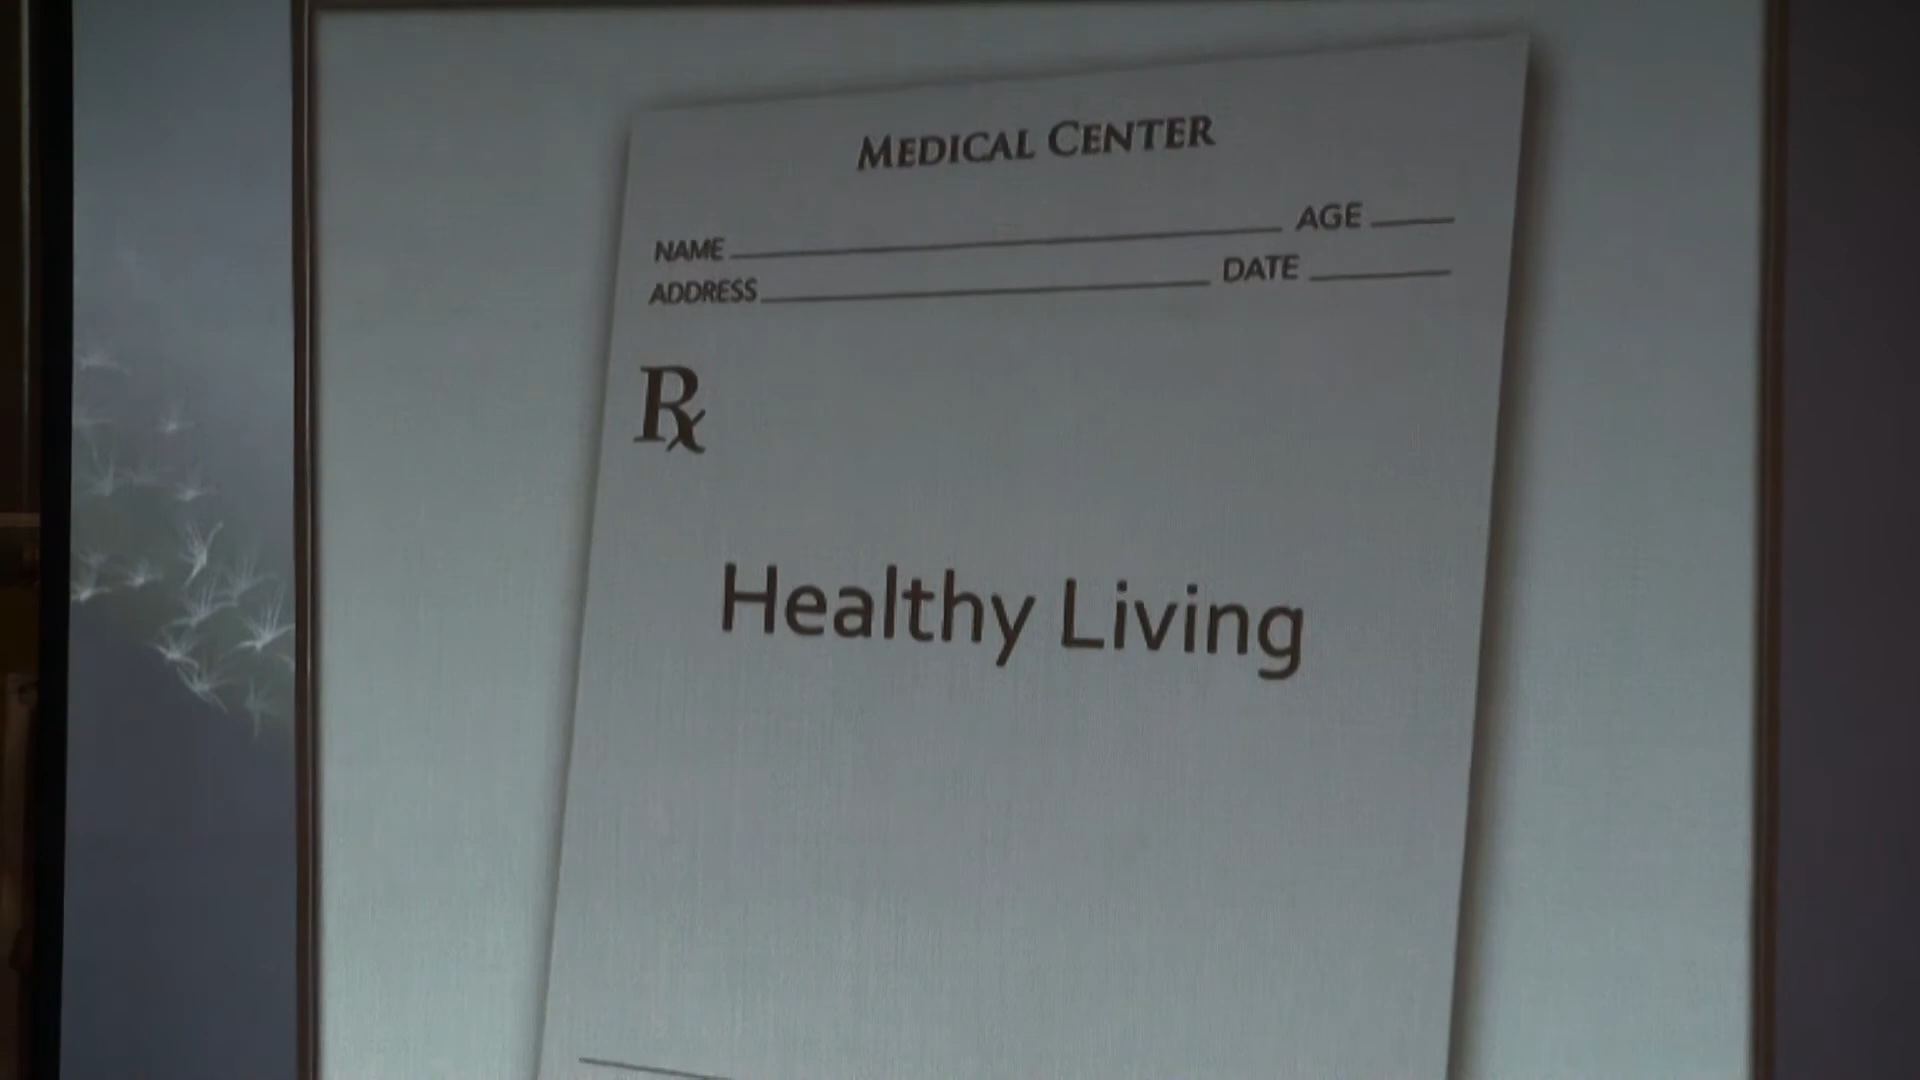 MEDICAL CENTER
NAME AGE
ADDRESS DATE
Rx
Healthy Living